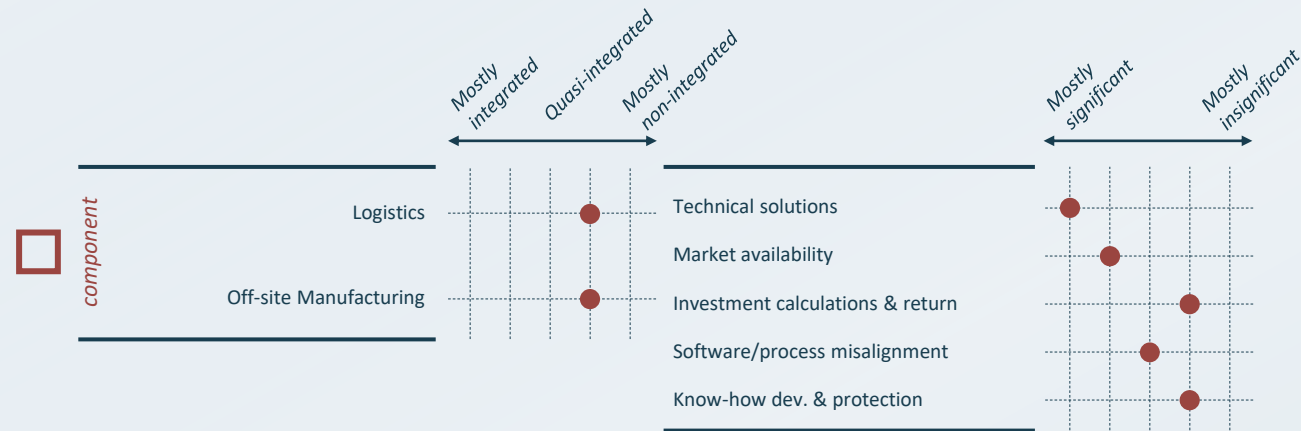 Mostly
integrated
Quasi-integrated
Mostly
non-integrated
Mostly
significant
Mostly
insignificant
component
Logistics
Off-site Manufacturing
Technical solutions
Market availability
Investment calculations & return
Software/process misalignment
Know-how dev. & protection